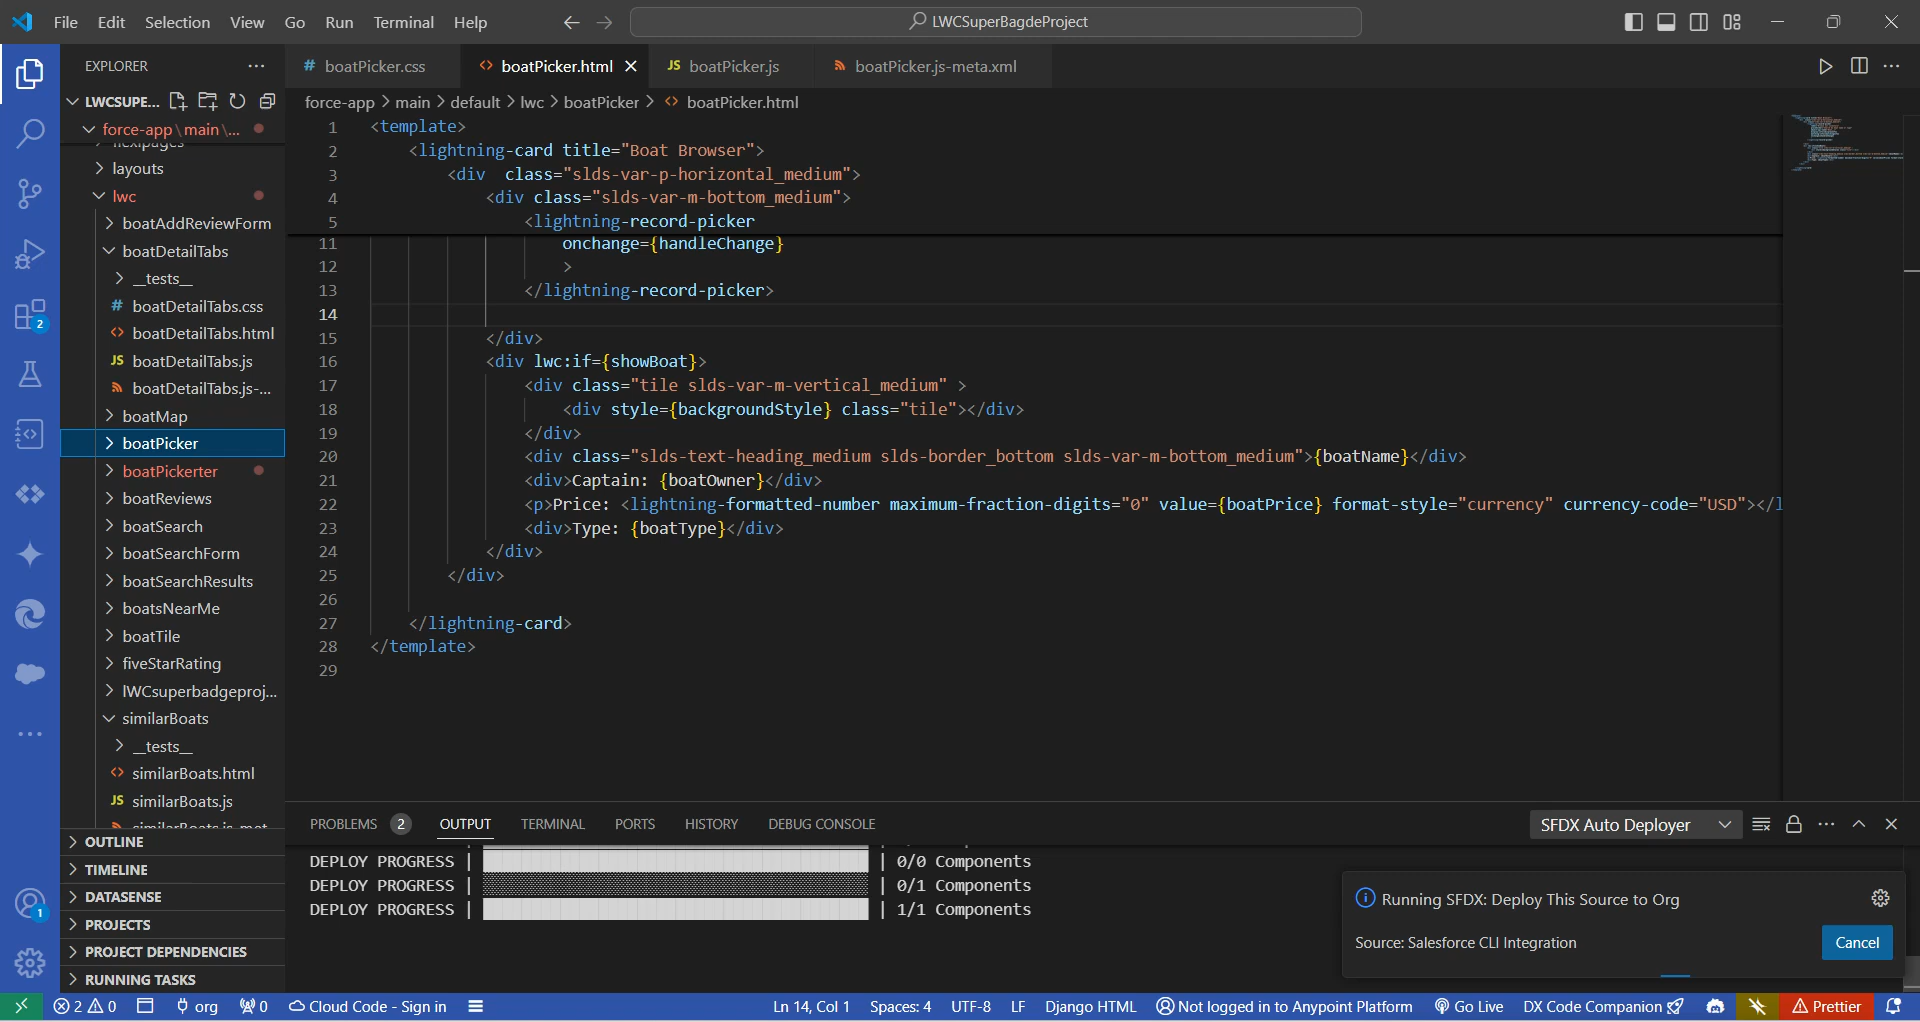 File Edit Selection View Go Run Terminal Help
LWCSuperBagdeProject
EXPLORER
LWCSUPE...
force-app\main\...
layouts
lwc
boatAddReviewForm
boatDetailTabs
__tests__
boatDetailTabs.css
boatDetailTabs.html
JS boatDetailTabs.js
boatDetailTabs.js-...
boatMap
boatPicker
boatPickerter
boatReviews
boatSearch
boatSearchForm
boatSearchResults
boatsNearMe
boatTile
fiveStarRating
lWCsuperbadgeproj...
similarBoats
__tests__
similarBoats.html
JS similarBoats.js
OUTLINE
TIMELINE
DATASENSE
PROJECTS
PROJECT DEPENDENCIES
RUNNING TASKS
2
1
# boatPicker.css
<> boatPicker.html
JS boatPicker.js
boatPicker.js-meta.xml
force-app > main > default > lwc > boatPicker > <> boatPicker.html
1 <template>
2 <lightning-card title="Boat Browser">
3 <div  class="slds-var-p-horizontal_medium">
4 <div class="slds-var-m-bottom_medium">
5 <lightning-record-picker
11 onchange={handleChange}
12 >
13 </lightning-record-picker>
14
15 </div>
16 <div lwc:if={showBoat}>
17 <div class="tile slds-var-m-vertical_medium" >
18 <div style={backgroundStyle} class="tile"></div>
19 </div>
20 <div class="slds-text-heading_medium slds-border_bottom slds-var-m-bottom_medium">{boatName}</div>
21 <div>Captain: {boatOwner}</div>
22 <p>Price: <lightning-formatted-number maximum-fraction-digits="0" value={boatPrice} format-style="currency" currency-code="USD"></l
23 <div>Type: {boatType}</div>
24 </div>
25 </div>
26
27 </lightning-card>
28 </template>
29
PROBLEMS 2 OUTPUT TERMINAL PORTS HISTORY DEBUG CONSOLE
SFDX Auto Deployer
DEPLOY PROGRESS | | 0/0 Components
DEPLOY PROGRESS | | 0/1 Components
DEPLOY PROGRESS | | 1/1 Components
Running SFDX: Deploy This Source to Org
Source: Salesforce CLI Integration
Cancel
2 0 org 0 Cloud Code - Sign in Ln 14, Col 1 Spaces: 4 UTF-8 LF Django HTML Not logged in to Anypoint Platform Go Live DX Code Companion Prettier